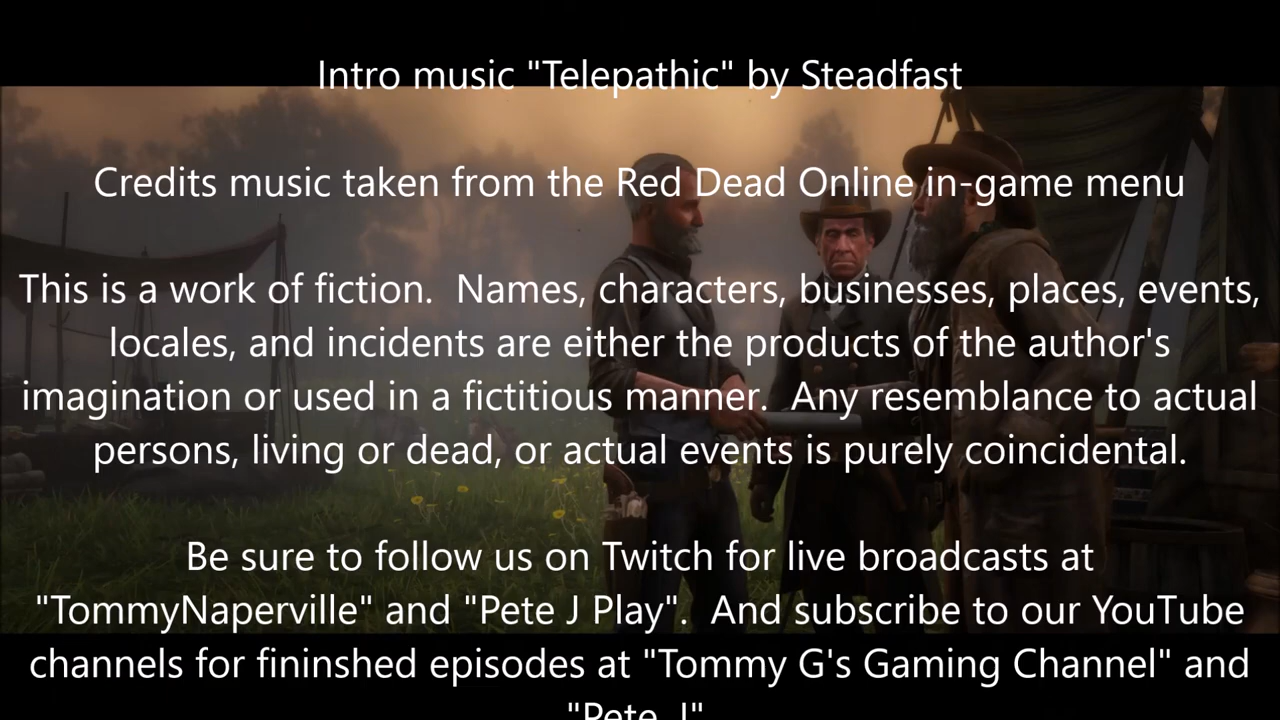 Intro music "Telepathic" by Steadfast
Credits music taken from the Red Dead Online in-game menu
This is a work of fiction.  Names, characters, businesses, places, events,
locales, and incidents are either the products of the author's
imagination or used in a fictitious manner.  Any resemblance to actual
persons, living or dead, or actual events is purely coincidental.
Be sure to follow us on Twitch for live broadcasts at
"TommyNaperville" and "Pete J Play".  And subscribe to our YouTube
channels for fininshed episodes at "Tommy G's Gaming Channel" and
"Pete J"